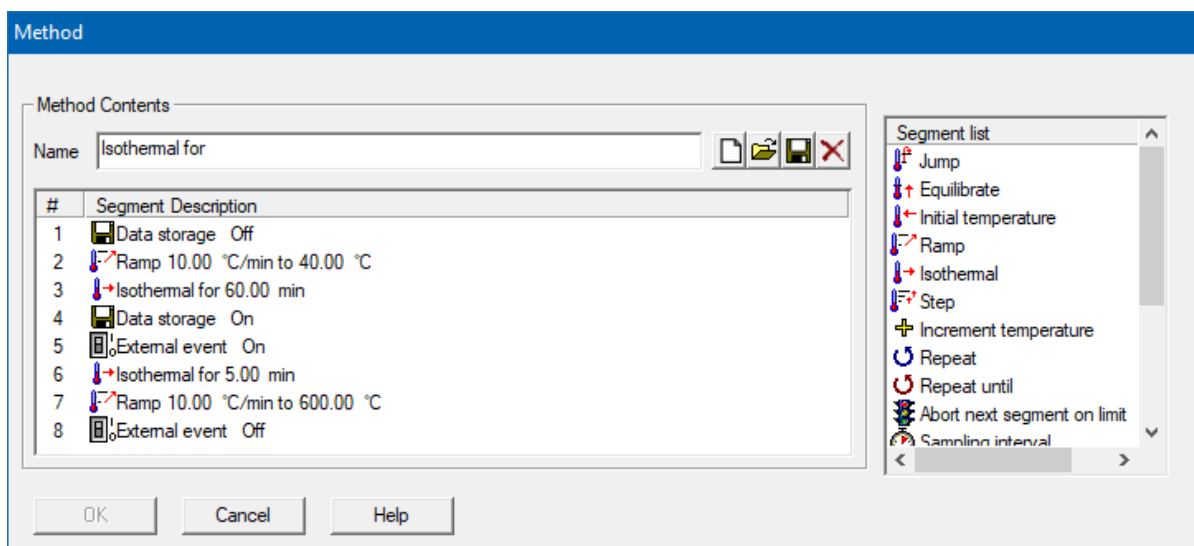 Method
Method Contents
Name Isothermal for
# Segment Description
1 Data storage Off
2 Ramp 10.00 °C/min to 40.00 °C
3 Isothermal for 60.00 min
4 Data storage On
5 External event On
6 Isothermal for 5.00 min
7 Ramp 10.00 °C/min to 600.00 °C
8 External event Off
Segment list
Jump
Equilibrate
Initial temperature
Ramp
Isothermal
Step
Increment temperature
Repeat
Repeat until
Abort next segment on limit
Sampling interval
OK Cancel Help